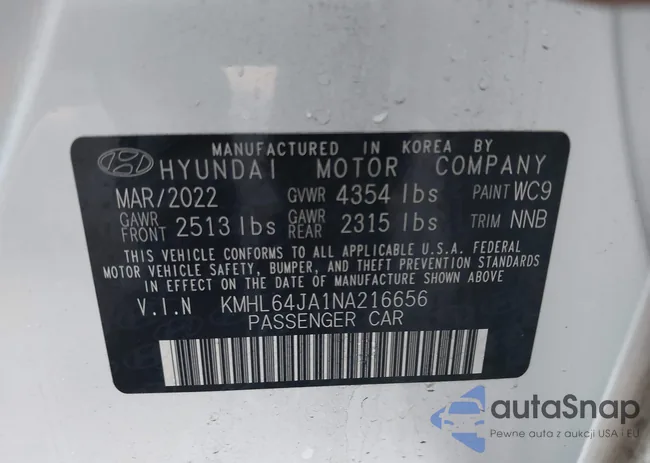 MANUFACTURED IN KOREA BY
HYUNDAI MOTOR COMPANY
MAR/2022 GVWR 4354 lbs PAINT WC9
GAWR FRONT 2513 lbs GAWR REAR 2315 lbs TRIM NNB
THIS VEHICLE CONFORMS TO ALL APPLICABLE U.S.A. FEDERAL
MOTOR VEHICLE SAFETY, BUMPER, AND THEFT PREVENTION STANDARDS
IN EFFECT ON THE DATE OF MANUFACTURE SHOWN ABOVE.
V.I.N KMHL64JA1NA216656
PASSENGER CAR
autaSnap
Pewne auta z aukcji USA i EU